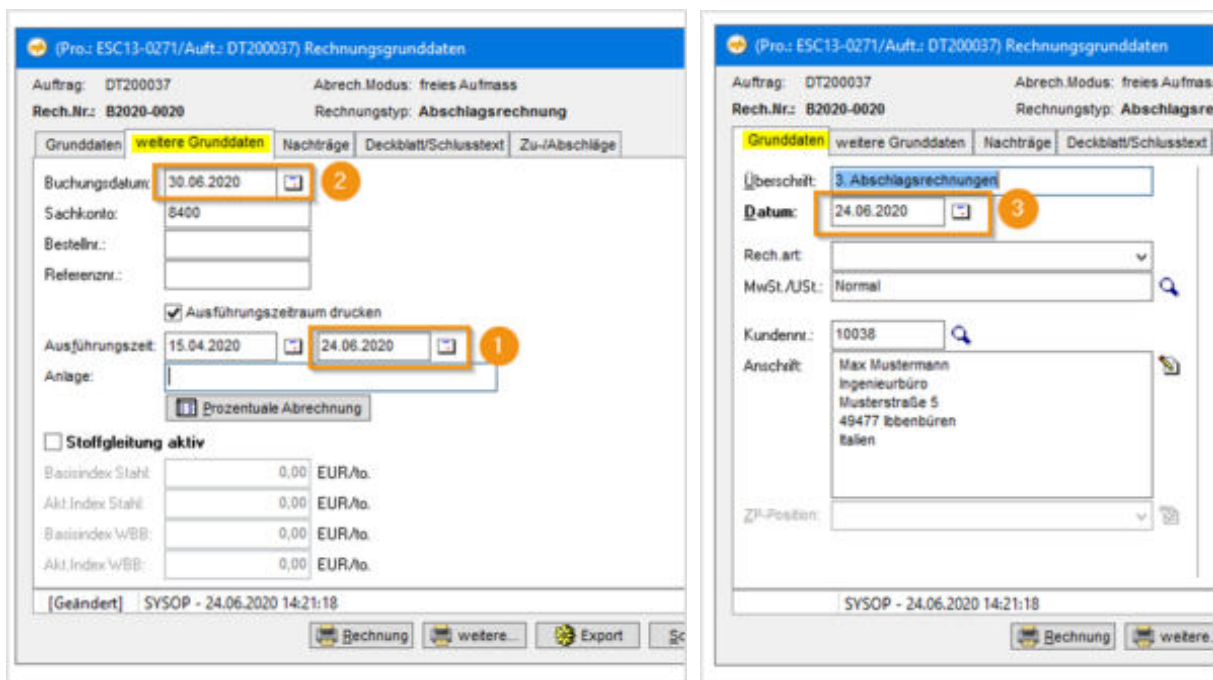 (Pro.: ESC13-0271/Auft.: DT200037) Rechnungsgrunddaten
Auftrag: DT200037 Abrech.Modus: freies Aufmass
Rech.Nr.: B2020-0020 Rechnungstyp: Abschlagsrechnung
Grunddaten weitere Grunddaten Nachträge Deckblatt/Schlusstext Zu-/Abschläge
Buchungsdatum: 30.06.2020 2
Sachkonto: 8400
Bestellnr.:
Referenznr.:
Ausführungszeitraum drucken
Ausführungszeit: 15.04.2020 24.06.2020 1
Anlage:
Prozentuale Abrechnung
Stoffgleitung aktiv
Basisindex Stahl: 0,00 EUR/to.
Akt.Index Stahl: 0,00 EUR/to.
Basisindex WBB: 0,00 EUR/to.
Akt.Index WBB: 0,00 EUR/to.
[Geändert] SYSOP - 24.06.2020 14:21:18
Rechnung weitere... Export Sc
(Pro.: ESC13-0271/Auft.: DT200037) Rechnungsgrunddaten
Auftrag: DT200037 Abrech.Modus: freies Aufmas
Rech.Nr.: B2020-0020 Rechnungstyp: Abschlagsre
Grunddaten weitere Grunddaten Nachträge Deckblatt/Schlusstext
Überschrift: 3. Abschlagsrechnungen
Datum: 24.06.2020 3
Rech.art:
MwSt./USt.: Normal
Kundennr.: 10038
Anschrift: Max Mustermann
Ingenieurbüro
Musterstraße 5
49477 Ibbenbüren
Italien
ZP-Position:
SYSOP - 24.06.2020 14:21:18
Rechnung weitere.